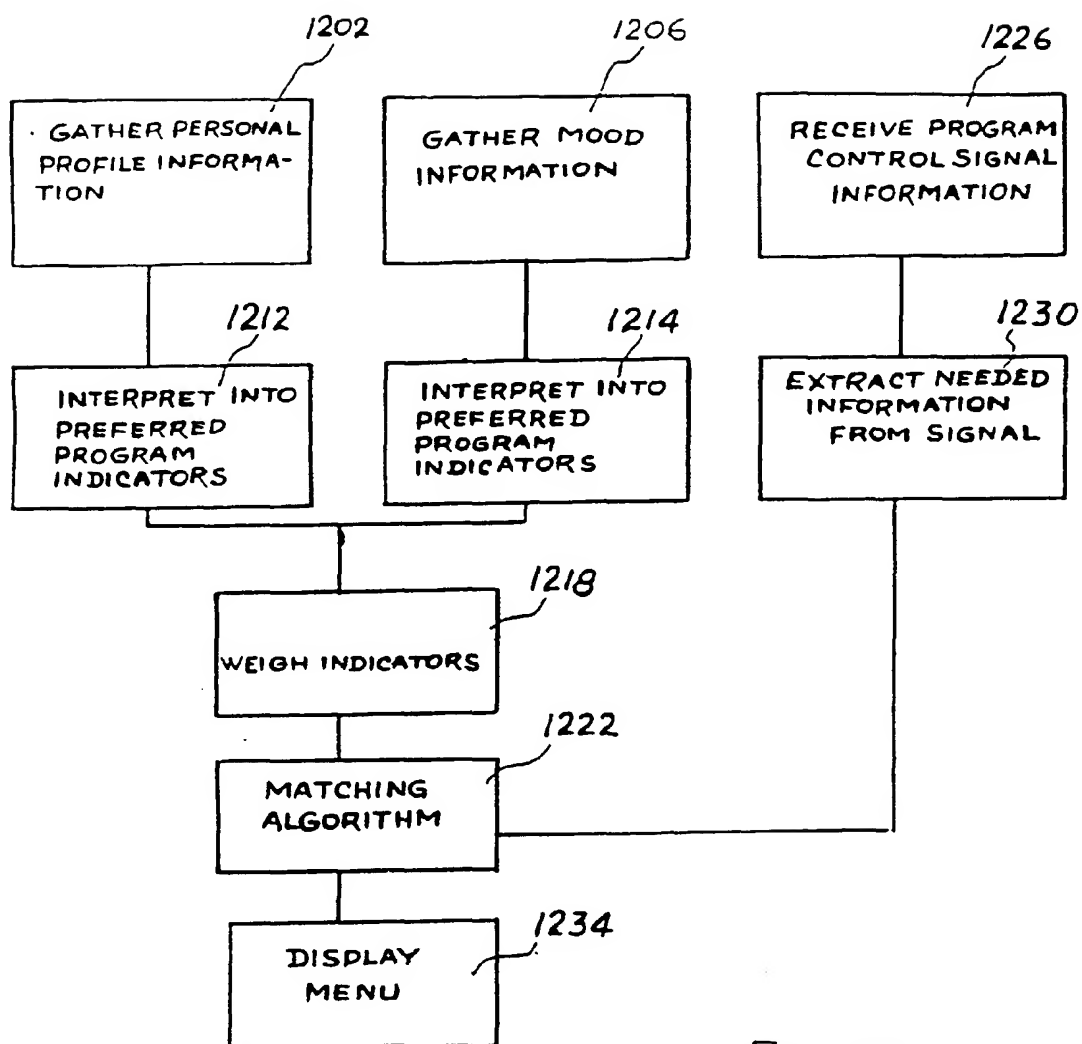 1202
1206
1226
GATHER PERSONAL
PROFILE INFORMA-
TION
GATHER MOOD
INFORMATION
RECEIVE PROGRAM
CONTROL SIGNAL
INFORMATION
1212
1214
1230
INTERPRET INTO
PREFERRED
PROGRAM
INDICATORS
INTERPRET INTO
PREFERRED
PROGRAM
INDICATORS
EXTRACT NEEDED
INFORMATION
FROM SIGNAL
1218
WEIGH INDICATORS
1222
MATCHING
ALGORITHM
1234
DISPLAY
MENU